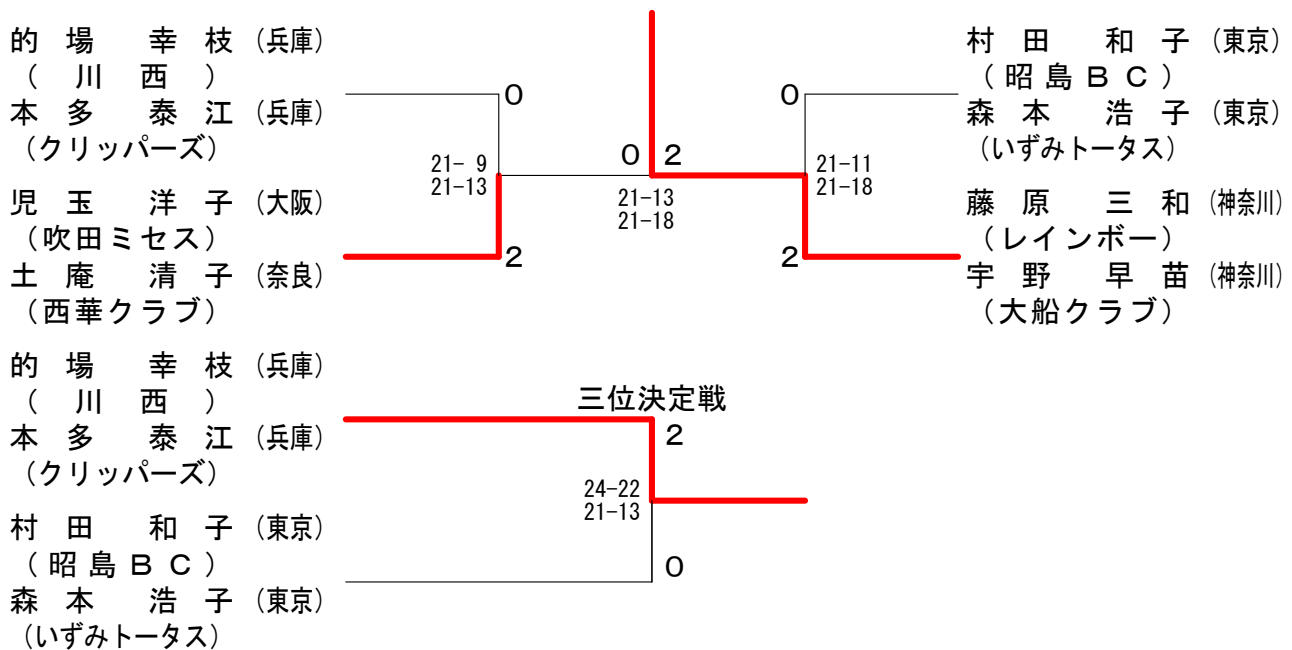 的場 幸枝 (兵庫)
(川西)
本多 泰江 (兵庫)
(クリッパーズ)
児玉 洋子 (大阪)
(吹田ミセス)
土庵 清子 (奈良)
(西華クラブ)
0
21- 9
21-13
2
0 2
21-13
21-18
0
21-11
21-18
2
村田 和子 (東京)
(昭島BC)
森本 浩子 (東京)
(いずみトータス)
藤原 三和 (神奈川)
(レインボー)
宇野 早苗 (神奈川)
(大船クラブ)
的場 幸枝 (兵庫)
(川西)
本多 泰江 (兵庫)
(クリッパーズ)
村田 和子 (東京)
(昭島BC)
森本 浩子 (東京)
(いずみトータス)
三位決定戦
2
24-22
21-13
0